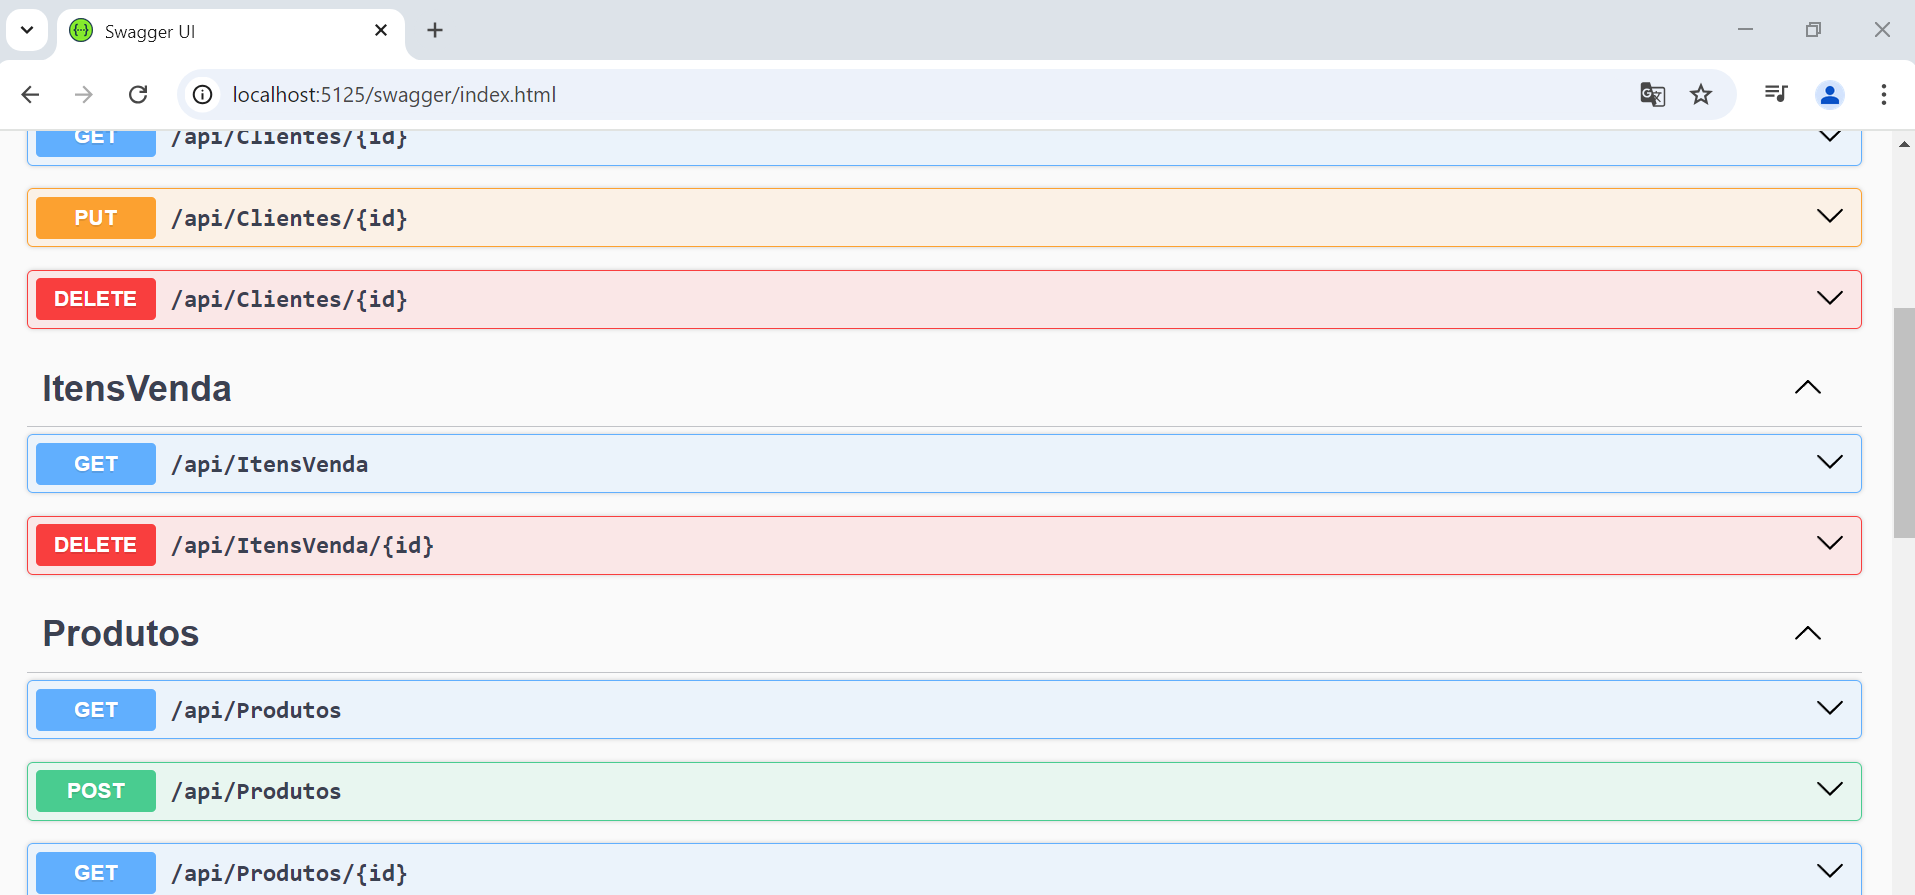 Swagger UI
localhost:5125/swagger/index.html
GET /api/Clientes/{id}
PUT /api/Clientes/{id}
DELETE /api/Clientes/{id}
ItensVenda
GET /api/ItensVenda
DELETE /api/ItensVenda/{id}
Produtos
GET /api/Produtos
POST /api/Produtos
GET /api/Produtos/{id}